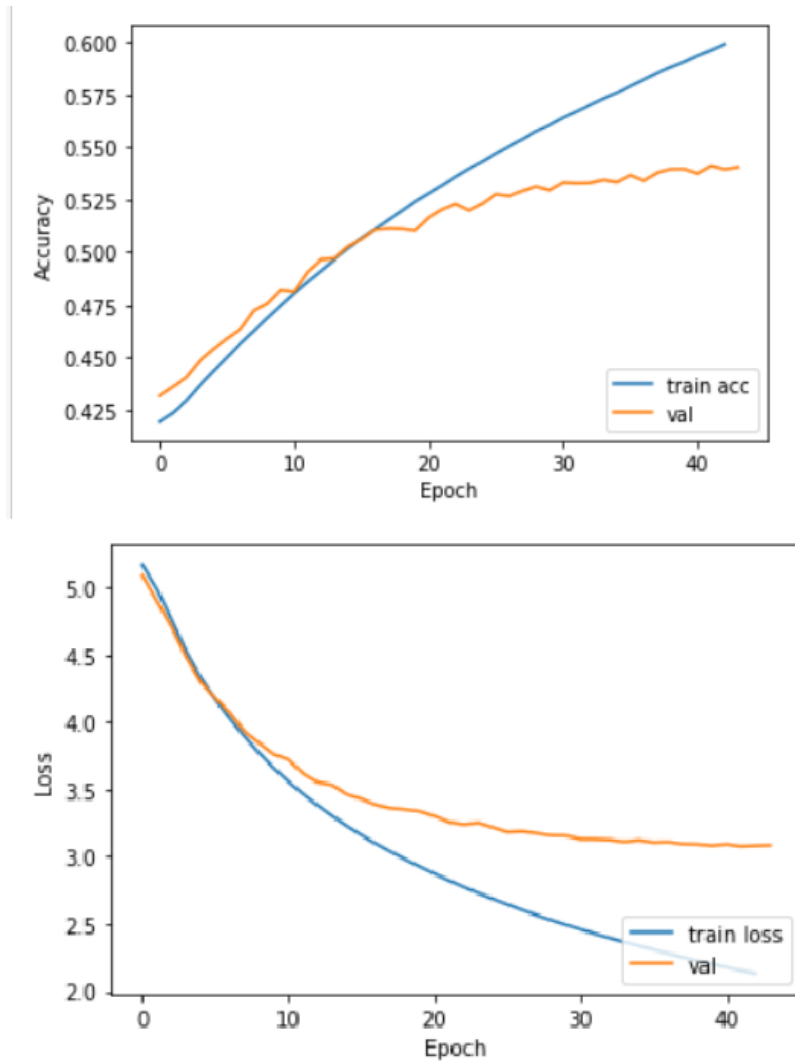 0.600
0.575
0.550
0.525
0.500
0.475
0.450
0.425
Accuracy
train acc
val
0 10 20 30 40
Epoch
5.0
4.5
4.0
3.5
3.0
2.5
2.0
Loss
train loss
val
0 10 20 30 40
Epoch